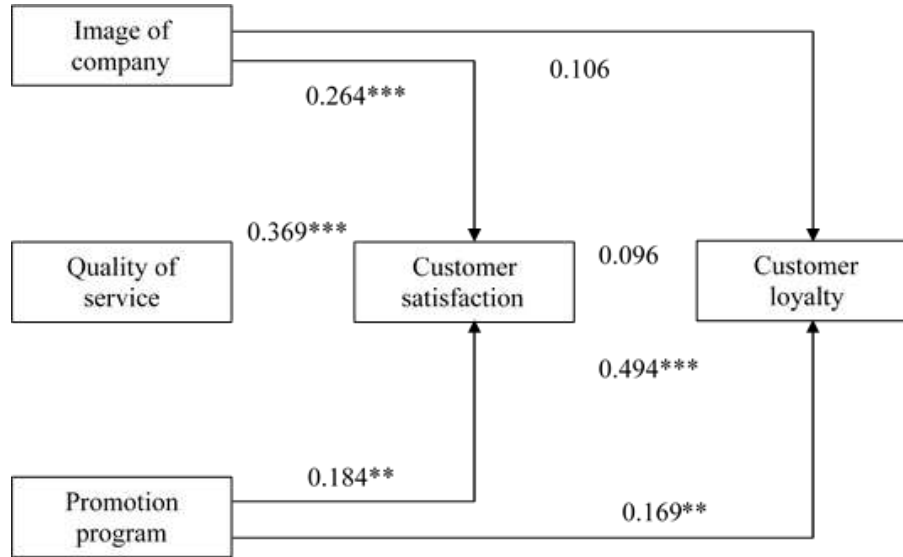 Image of
company
0.106
0.264***
0.369***
Quality of
service
Customer
satisfaction
0.096
Customer
loyalty
0.494***
0.184**
Promotion
program
0.169**